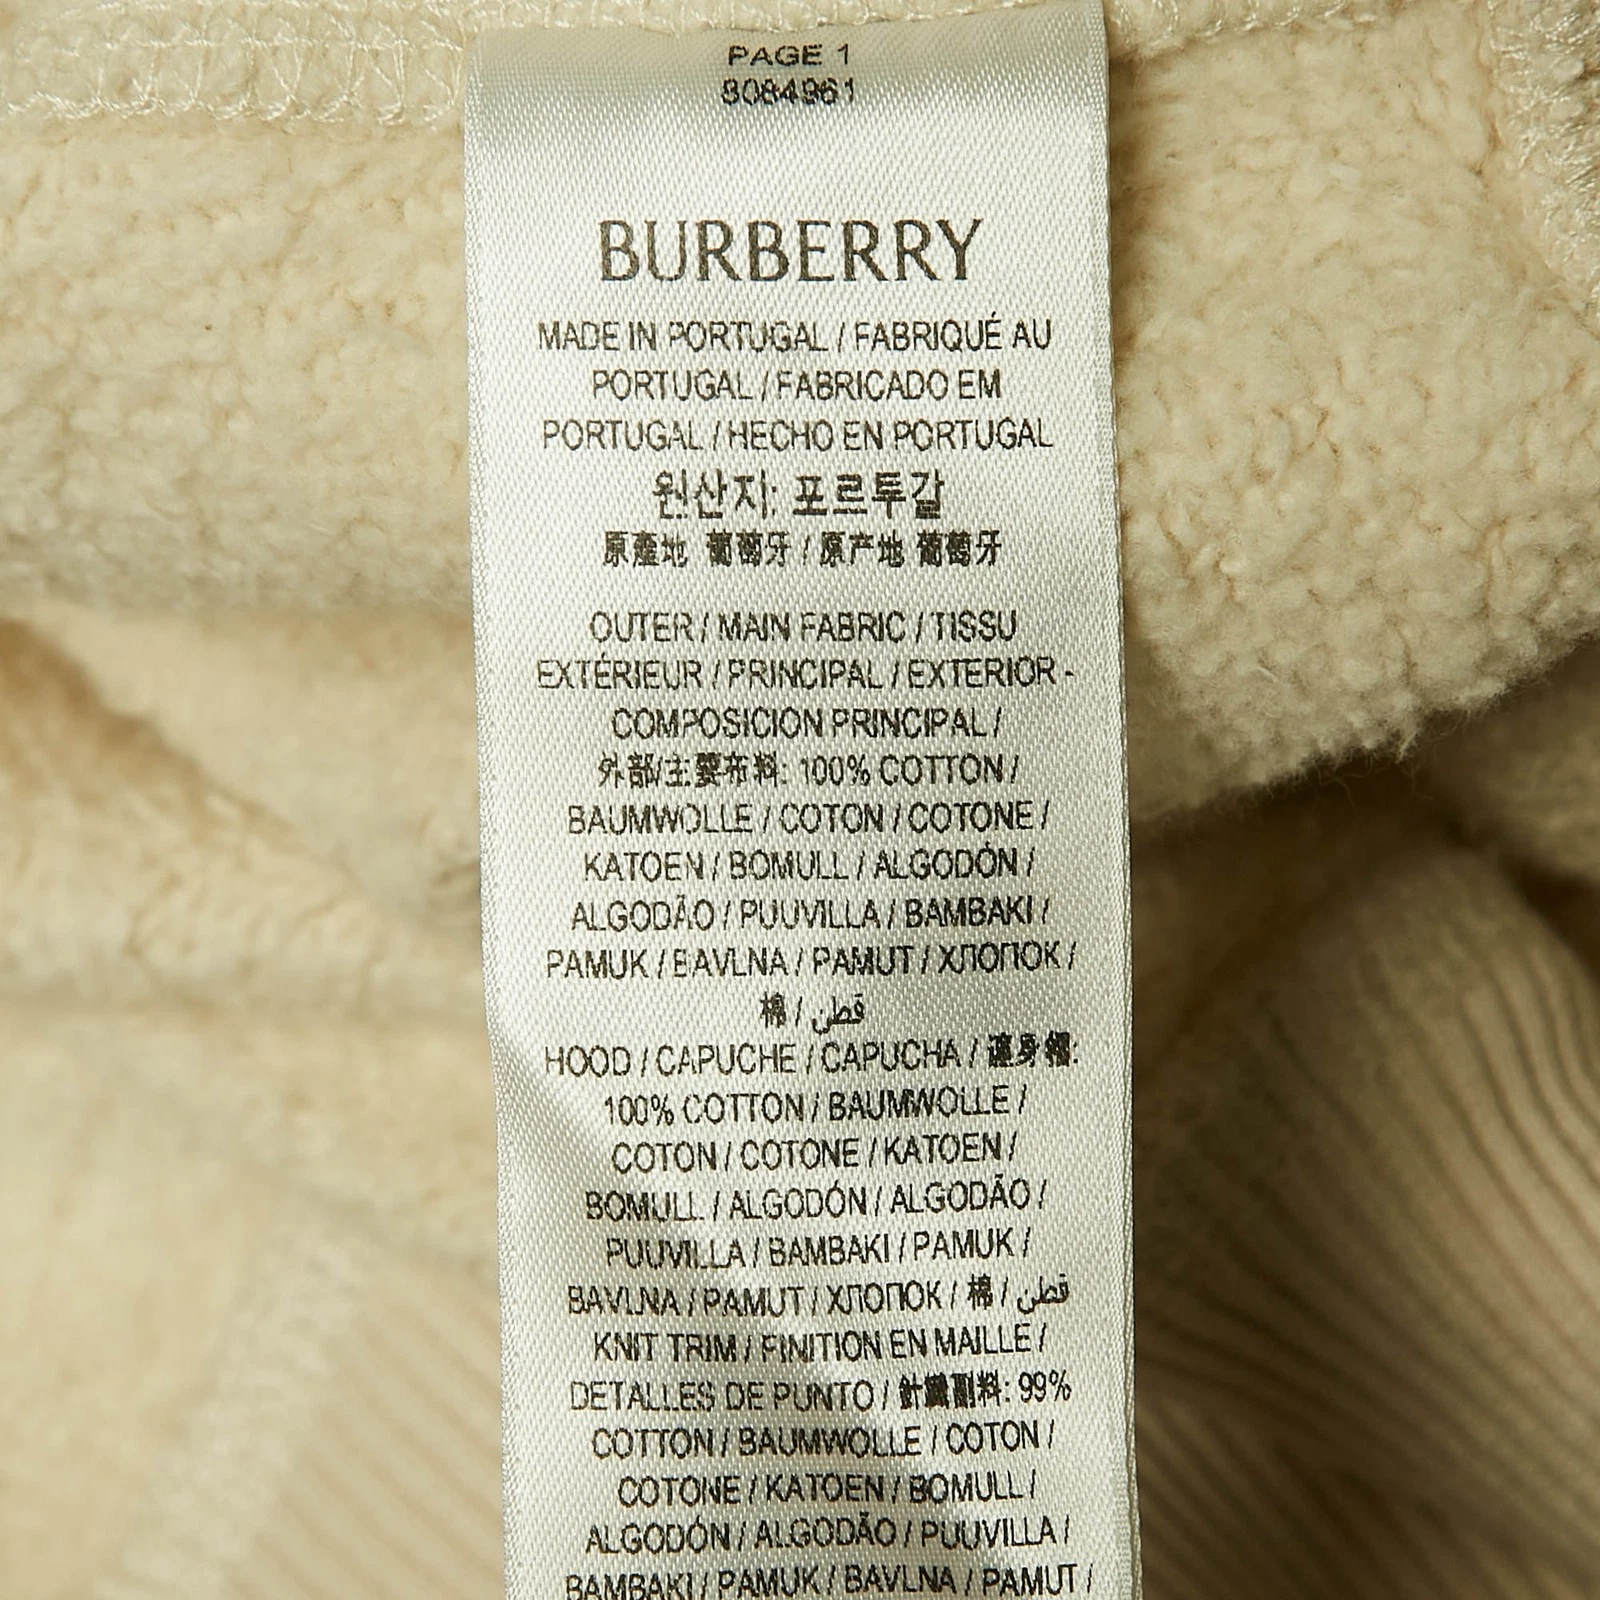 PAGE 1
8084961
BURBERRY
MADE IN PORTUGAL / FABRIQUÉ AU
PORTUGAL / FABRICADO EM
PORTUGAL / HECHO EN PORTUGAL
원산지: 포르투갈
原產地 葡萄牙 / 原产地 葡萄牙
OUTER / MAIN FABRIC / TISSU
EXTÉRIEUR / PRINCIPAL / EXTERIOR -
COMPOSICION PRINCIPAL /
外部/主要布料: 100% COTTON /
BAUMWOLLE / COTON / COTONE /
KATOEN / BOMULL / ALGODÓN /
ALGODÃO / PUUVILLA / BAMBAKI /
PAMUK / BAVLNA / PAMUT / ХЛОПОК /
棉 / قطن
HOOD / CAPUCHE / CAPUCHA / 連身帽:
100% COTTON / BAUMWOLLE /
COTON / COTONE / KATOEN /
BOMULL / ALGODÓN / ALGODÃO /
PUUVILLA / BAMBAKI / PAMUK /
BAVLNA / PAMUT / ХЛОПОК / 棉 / قطن
KNIT TRIM / FINITION EN MAILLE /
DETALLES DE PUNTO / 針織副料: 99%
COTTON / BAUMWOLLE / COTON /
COTONE / KATOEN / BOMULL /
ALGODÓN / ALGODÃO / PUUVILLA /
BAMBAKI / PAMUK / BAVLNA / PAMUT /